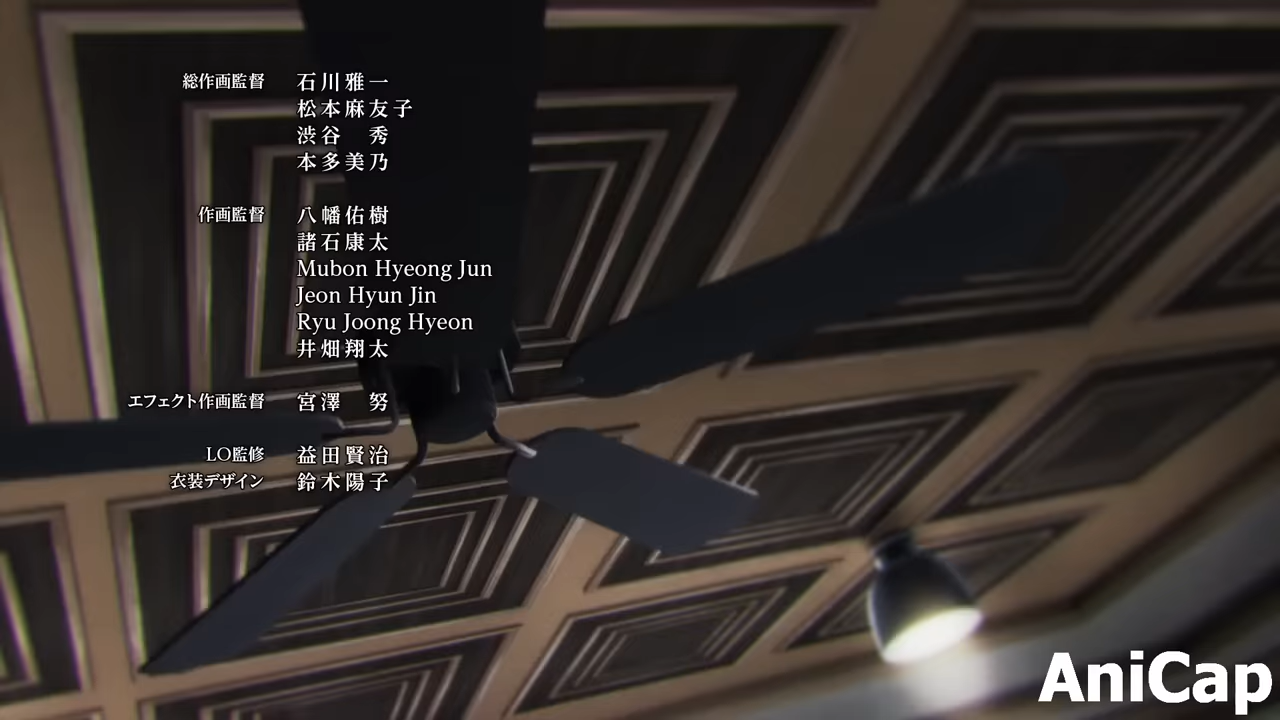 総作画監督 石川雅一
松本麻友子
渋谷 秀
本多美乃
作画監督 八幡佑樹
諸石康太
Mubon Hyeong Jun
Jeon Hyun Jin
Ryu Joong Hyeon
井畑翔太
エフェクト作画監督 宮澤 努
LO監修 益田賢治
衣装デザイン 鈴木陽子
AniCap